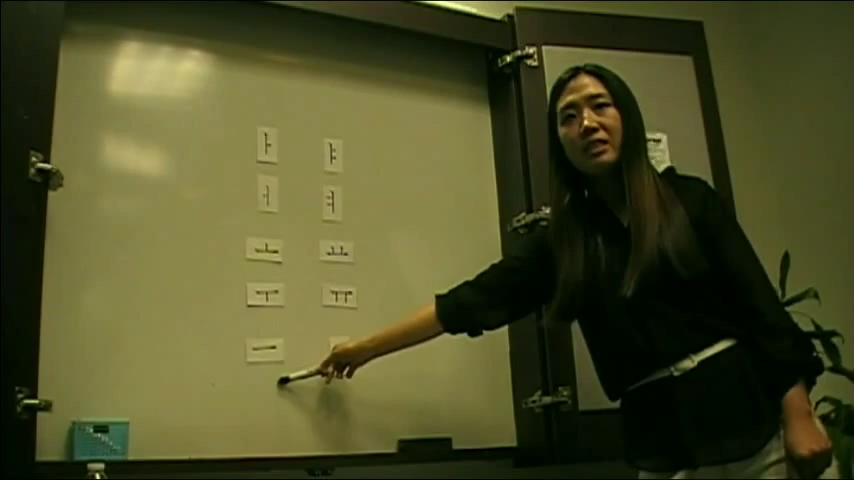 ㅏ ㅑ
ㅓ ㅕ
ㅗ ㅛ
ㅜ ㅠ
ㅡ